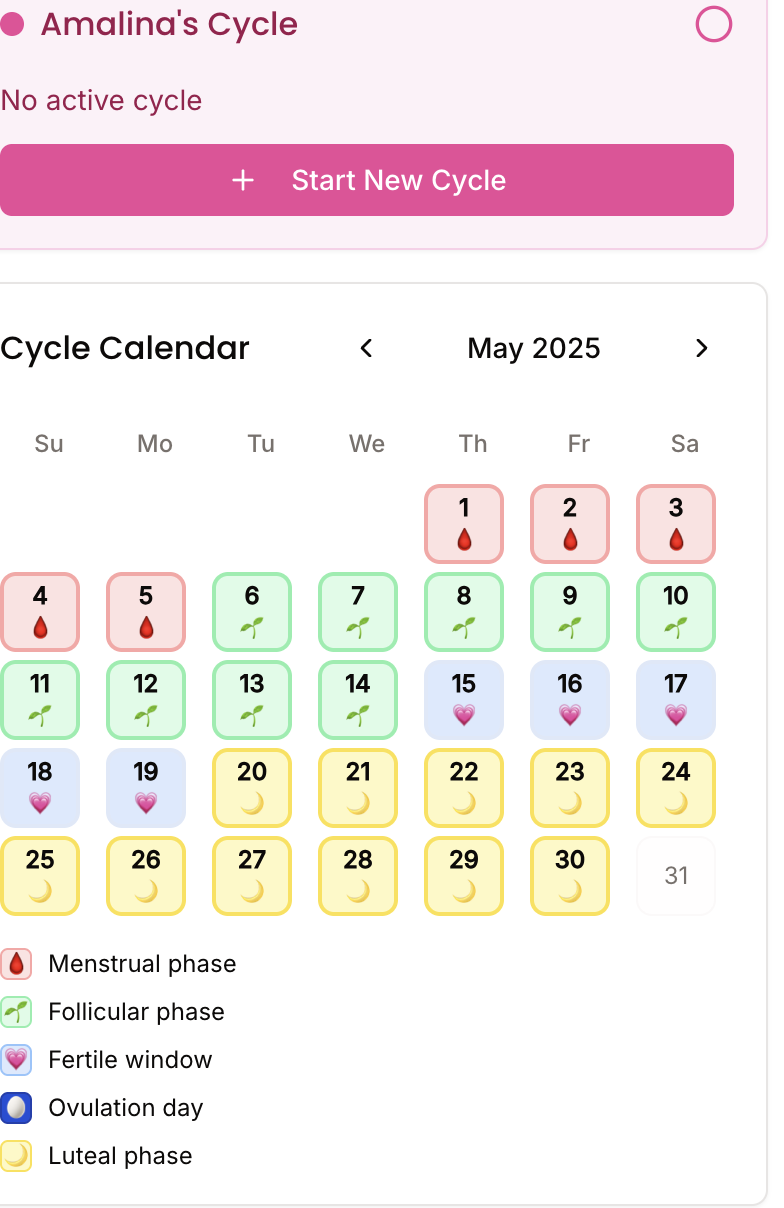 Amalina's Cycle
No active cycle
+ Start New Cycle
Cycle Calendar < May 2025 >
Su Mo Tu We Th Fr Sa
1 2 3
4 5 6 7 8 9 10
11 12 13 14 15 16 17
18 19 20 21 22 23 24
25 26 27 28 29 30 31
Menstrual phase
Follicular phase
Fertile window
Ovulation day
Luteal phase